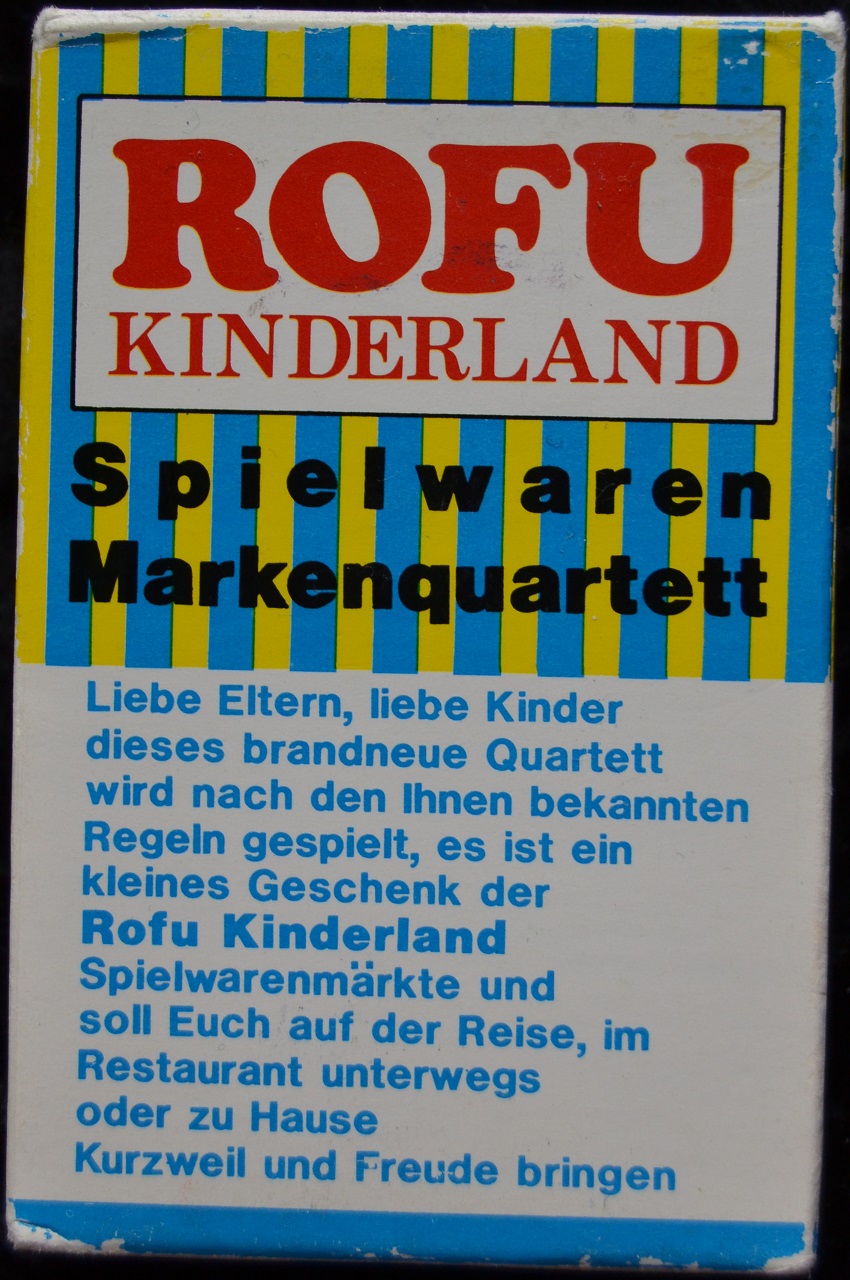 ROFU
KINDERLAND
Spielwaren
Markenquartett
Liebe Eltern, liebe Kinder
dieses brandneue Quartett
wird nach den Ihnen bekannten
Regeln gespielt, es ist ein
kleines Geschenk der
Rofu Kinderland
Spielwarenmärkte und
soll Euch auf der Reise, im
Restaurant unterwegs
oder zu Hause
Kurzweil und Freude bringen